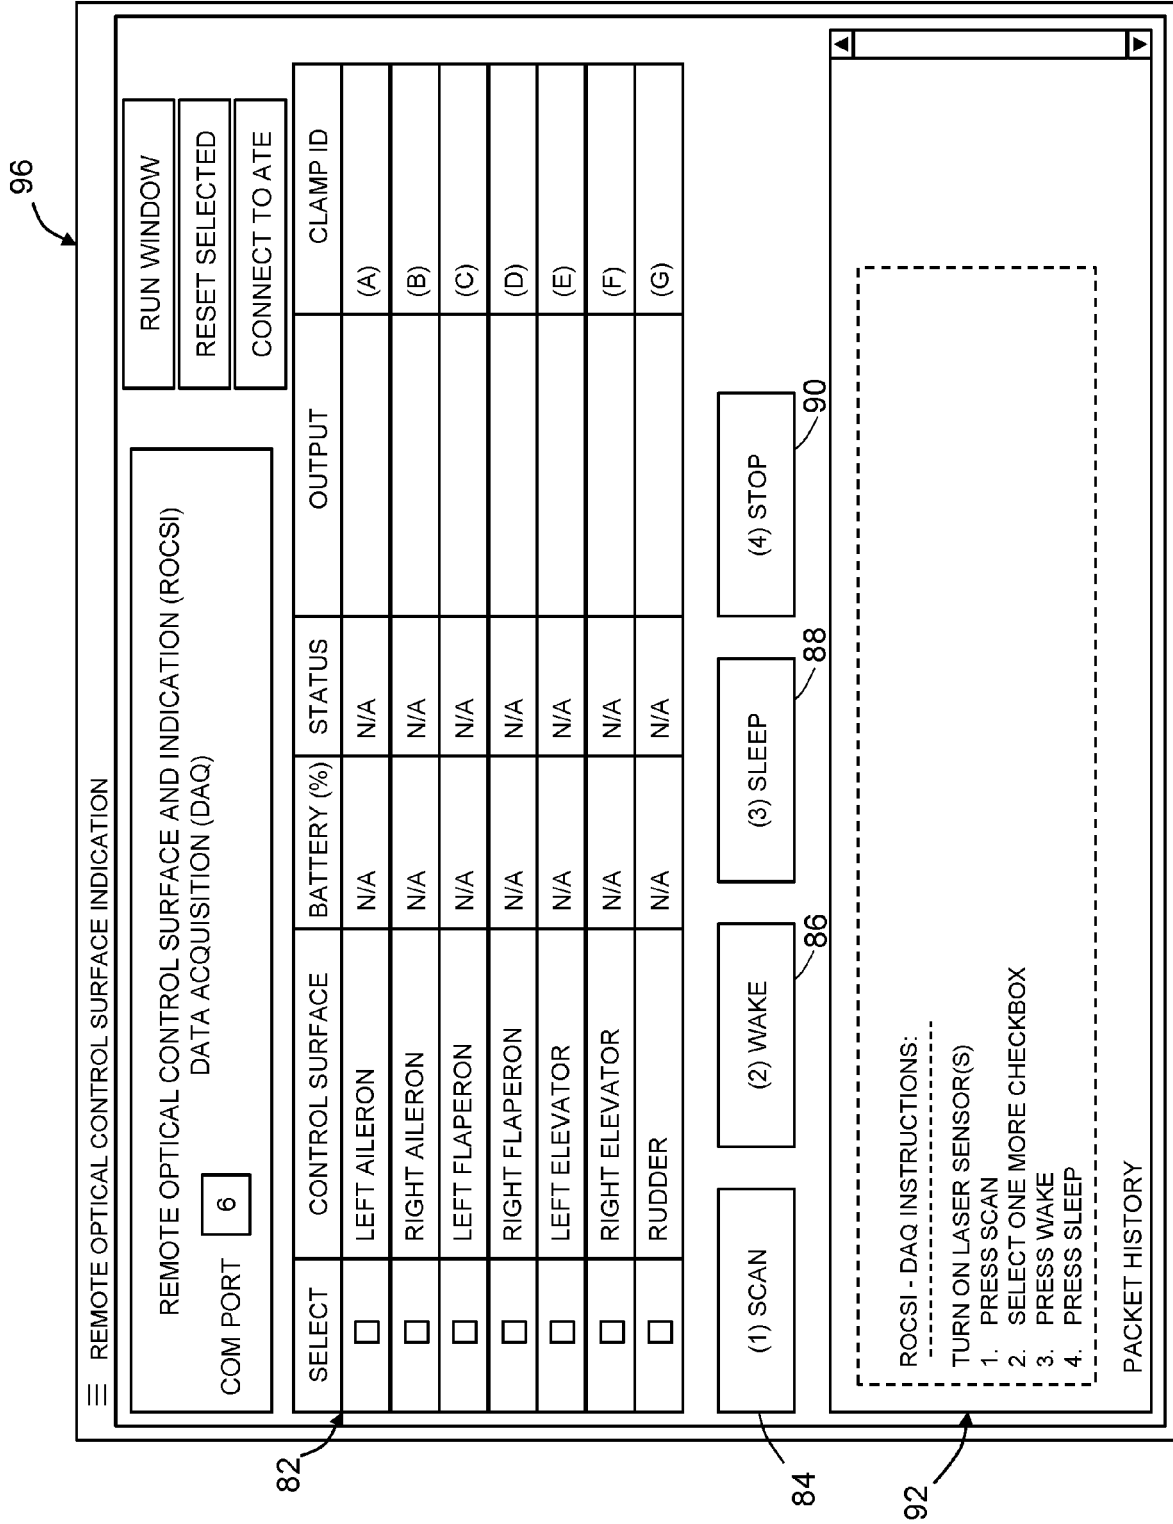 96
≡ REMOTE OPTICAL CONTROL SURFACE INDICATION
REMOTE OPTICAL CONTROL SURFACE AND INDICATION (ROCSI)
DATA ACQUISITION (DAQ)
COM PORT 6
RUN WINDOW
RESET SELECTED
CONNECT TO ATE
82
SELECT CONTROL SURFACE BATTERY (%) STATUS OUTPUT CLAMP ID
LEFT AILERON N/A N/A (A)
RIGHT AILERON N/A N/A (B)
LEFT FLAPERON N/A N/A (C)
RIGHT FLAPERON N/A N/A (D)
LEFT ELEVATOR N/A N/A (E)
RIGHT ELEVATOR N/A N/A (F)
RUDDER N/A N/A (G)
(1) SCAN (2) WAKE (3) SLEEP (4) STOP
84 86 88 90
ROCSI - DAQ INSTRUCTIONS:
TURN ON LASER SENSOR(S)
1. PRESS SCAN
2. SELECT ONE MORE CHECKBOX
3. PRESS WAKE
4. PRESS SLEEP
92
PACKET HISTORY